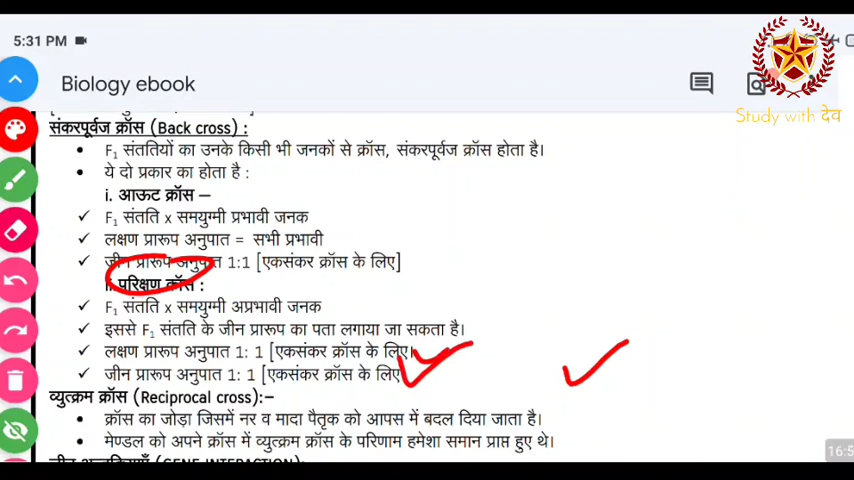 5:31 PM
Biology ebook
Study with देव
संकरपूर्वज क्रॉस (Back cross) :
• F₁ संततियों का उनके किसी भी जनकों से क्रॉस, संकरपूर्वज क्रॉस होता है।
• ये दो प्रकार का होता है :
i. आऊट क्रॉस –
✓ F₁ संतति x समयुग्मी प्रभावी जनक
✓ लक्षण प्रारूप अनुपात = सभी प्रभावी
✓ जीन प्रारूप अनुपात 1:1 [एकसंकर क्रॉस के लिए]
ii. परिक्षण क्रॉस :
✓ F₁ संतति x समयुग्मी अप्रभावी जनक
✓ इससे F₁ संतति के जीन प्रारूप का पता लगाया जा सकता है।
✓ लक्षण प्रारूप अनुपात 1: 1 [एकसंकर क्रॉस के लिए]
✓ जीन प्रारूप अनुपात 1: 1 [एकसंकर क्रॉस के लिए
व्युत्क्रम क्रॉस (Reciprocal cross):–
• क्रॉस का जोड़ा जिसमें नर व मादा पैतृक को आपस में बदल दिया जाता है।
• मेण्डल को अपने क्रॉस में व्युत्क्रम क्रॉस के परिणाम हमेशा समान प्राप्त हुए थे।
16:5